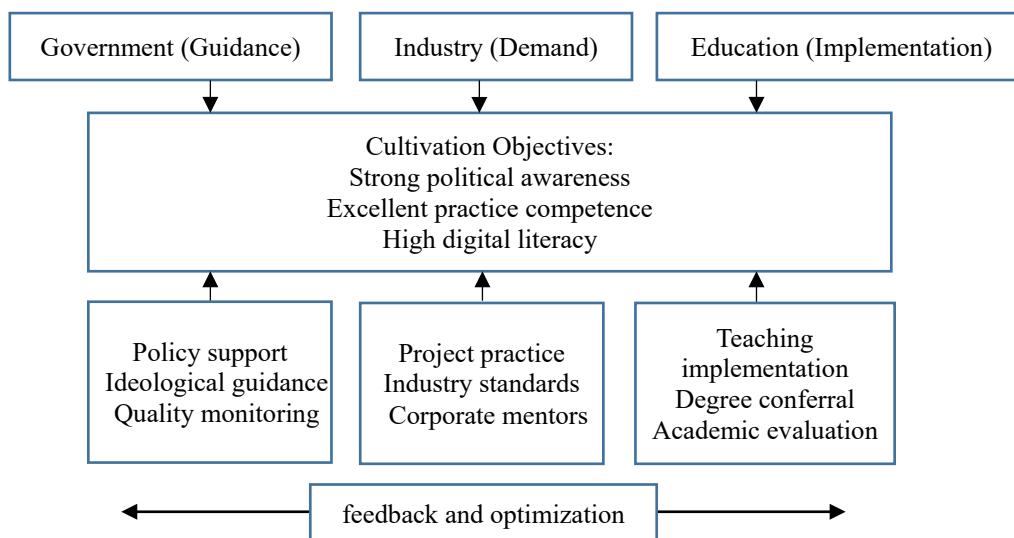 Government (Guidance)
Industry (Demand)
Education (Implementation)
Cultivation Objectives:
Strong political awareness
Excellent practice competence
High digital literacy
Policy support
Ideological guidance
Quality monitoring
Project practice
Industry standards
Corporate mentors
Teaching
implementation
Degree conferral
Academic evaluation
feedback and optimization